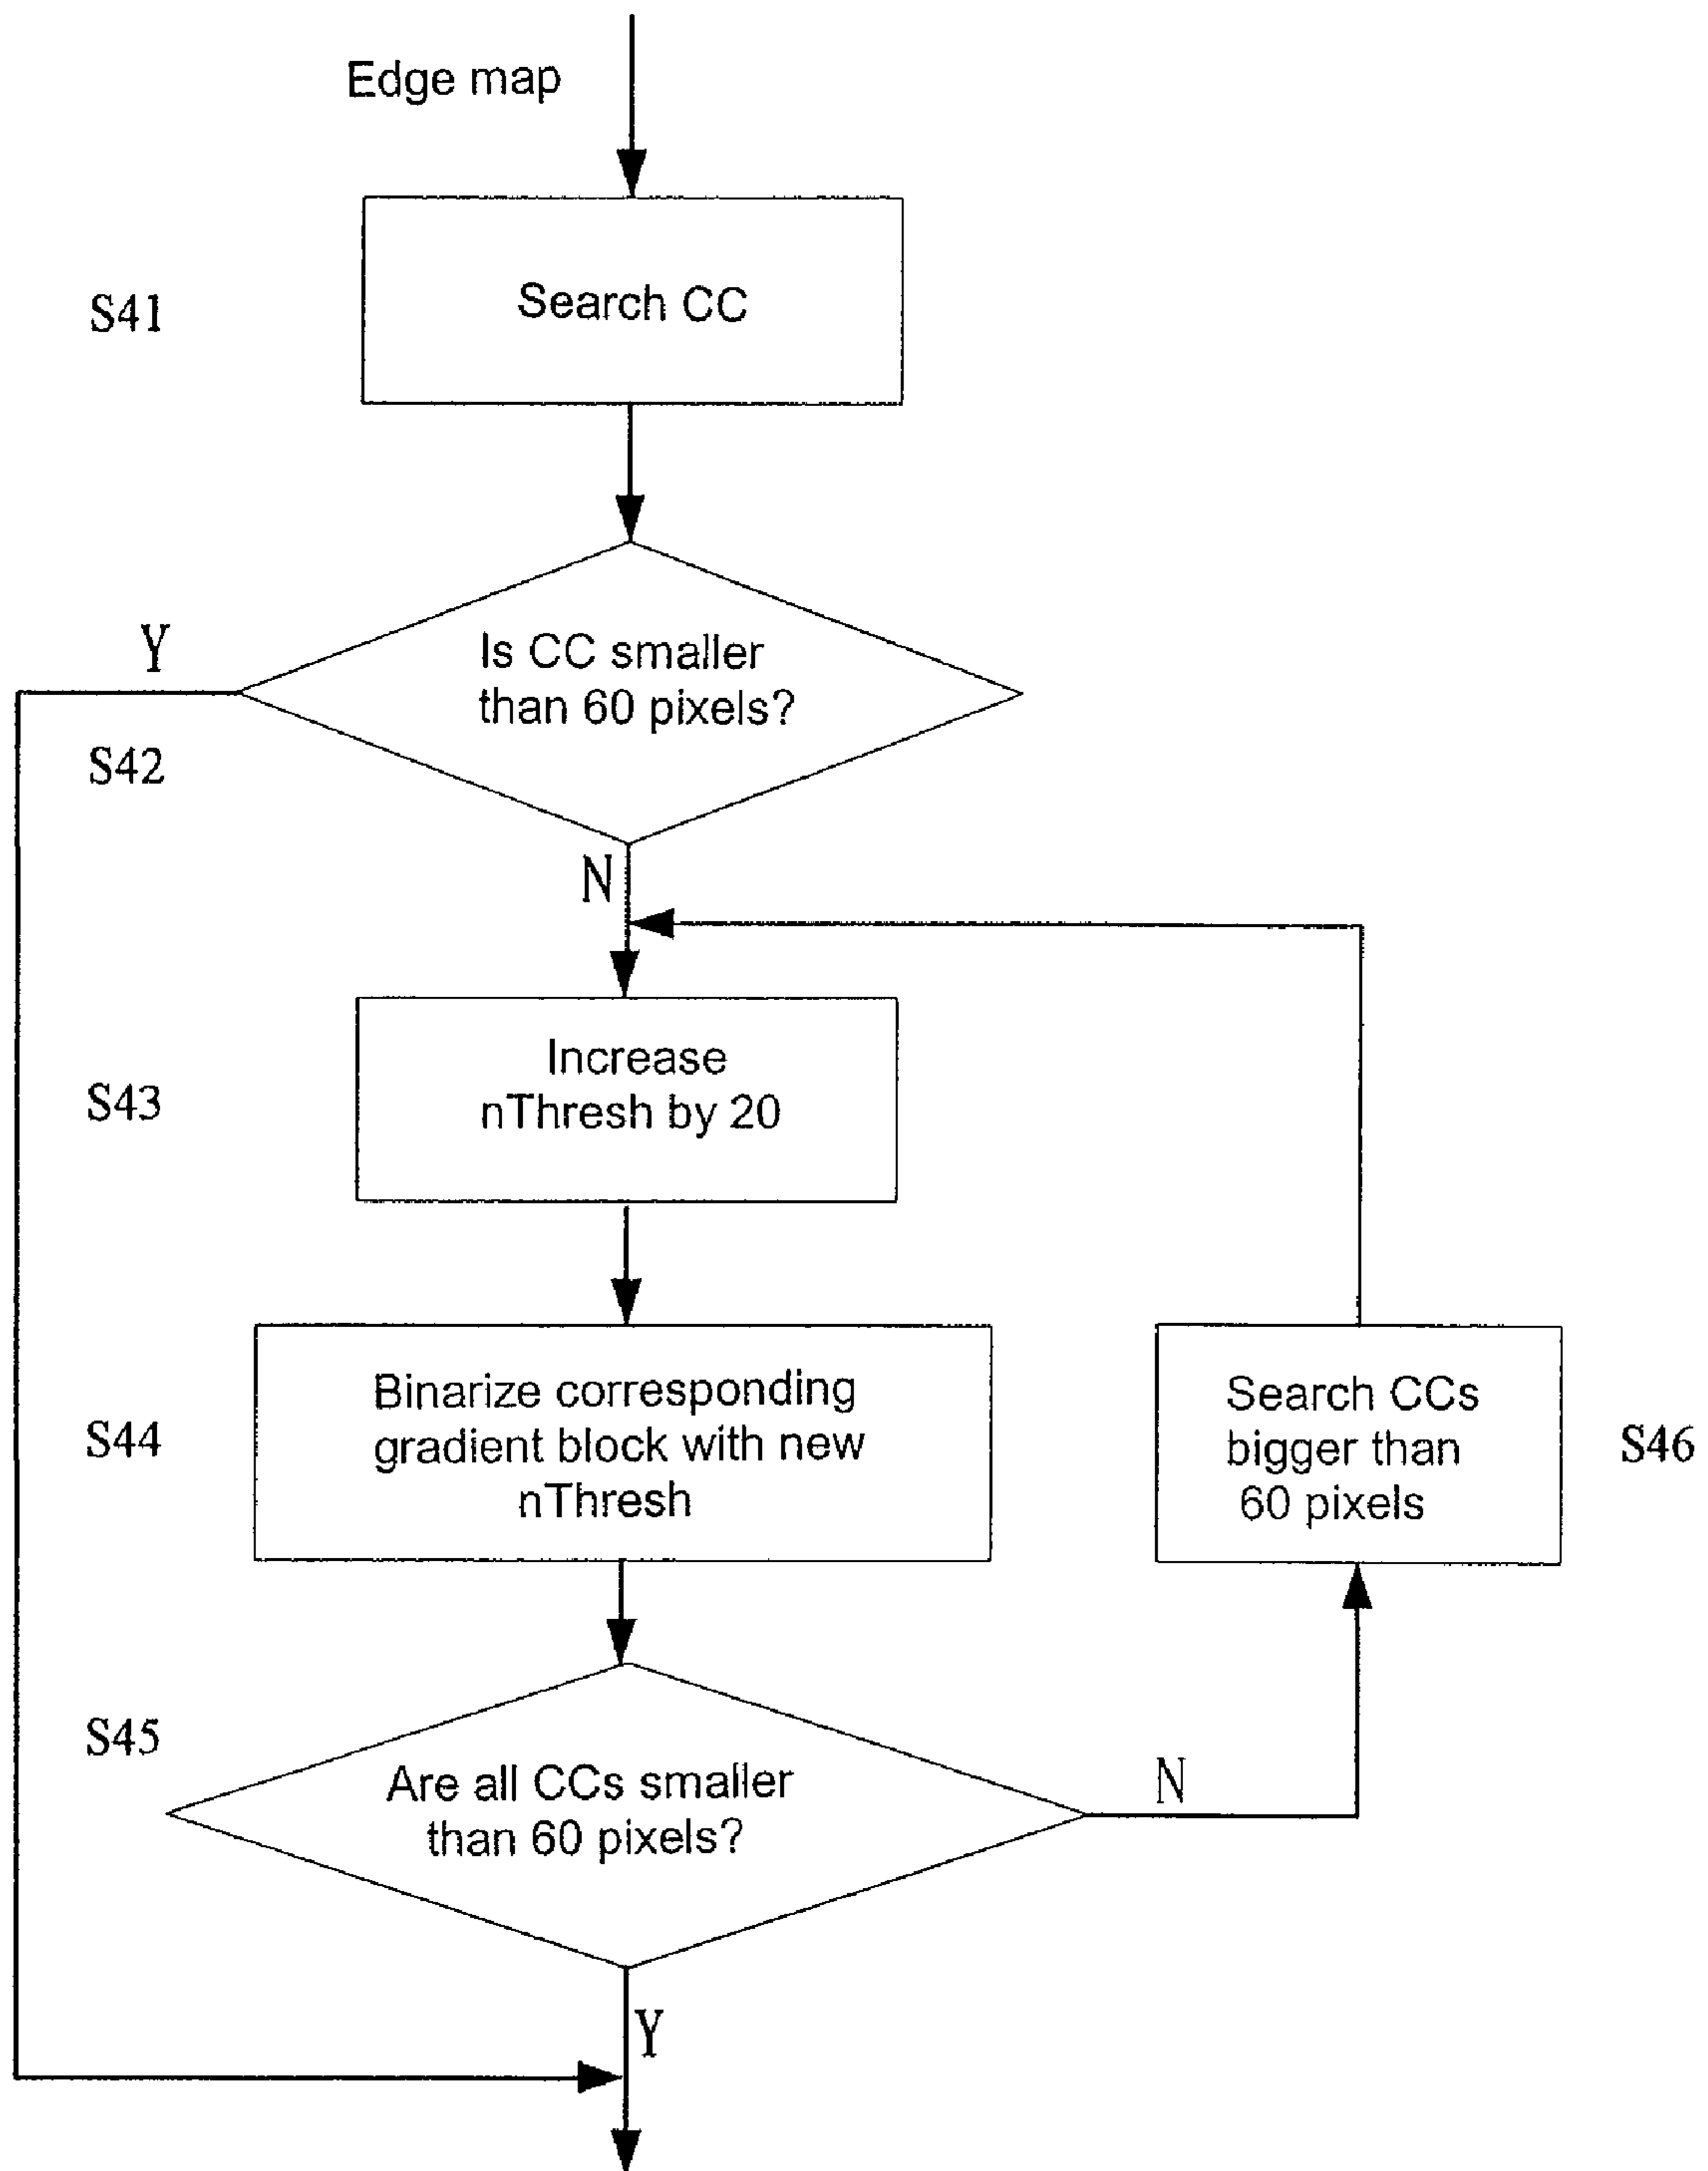 Edge map
S41
Search CC
Y
Is CC smaller
than 60 pixels?
S42
N
S43
Increase
nThresh by 20
S44
Binarize corresponding
gradient block with new
nThresh
Search CCs
bigger than
60 pixels
S46
S45
Are all CCs smaller
than 60 pixels?
N
Y